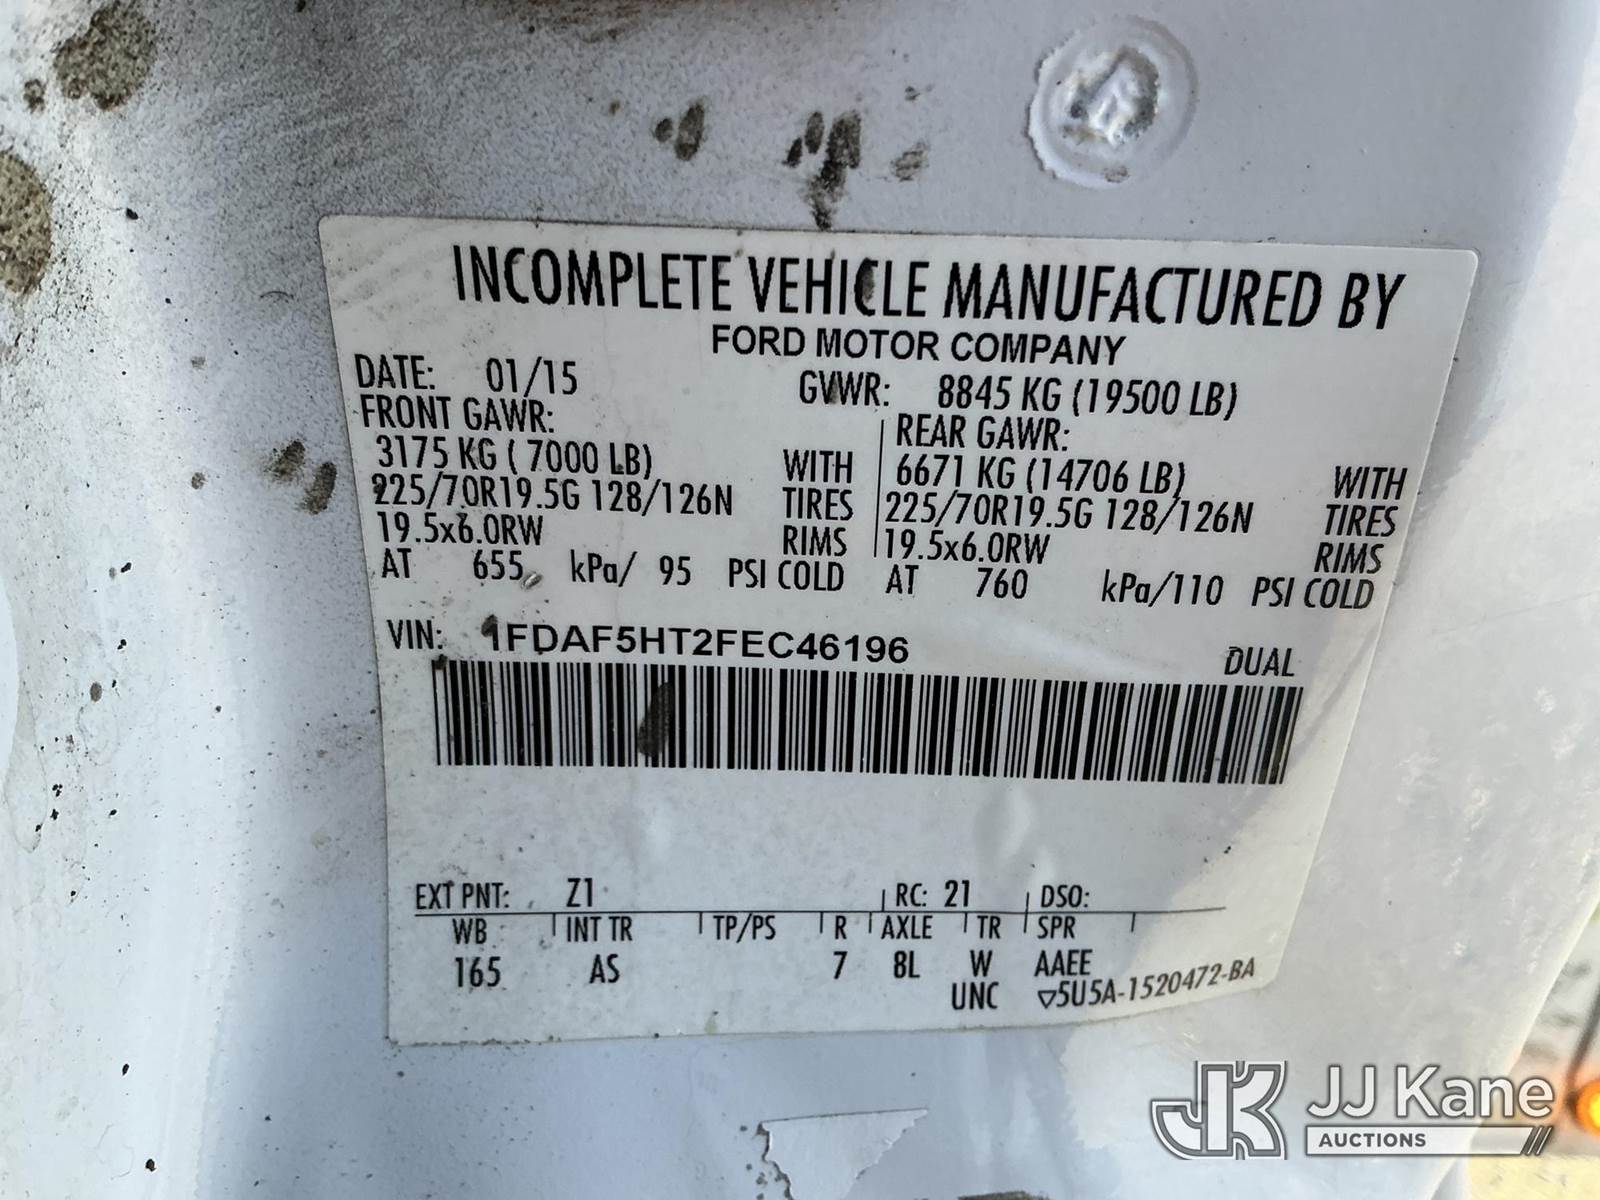 INCOMPLETE VEHICLE MANUFACTURED BY
FORD MOTOR COMPANY
DATE: 01/15 GVWR: 8845 KG (19500 LB)
FRONT GAWR: REAR GAWR:
3175 KG ( 7000 LB) WITH 6671 KG (14706 LB) WITH
225/70R19.5G 128/126N TIRES 225/70R19.5G 128/126N TIRES
19.5x6.0RW RIMS 19.5x6.0RW RIMS
AT 655 kPa/ 95 PSI COLD AT 760 kPa/110 PSI COLD
VIN: 1FDAF5HT2FEC46196 DUAL
EXT PNT: Z1 RC: 21 DSO:
WB INT TR TP/PS R AXLE TR SPR
165 AS 7 8L W AAEE
UNC ▽5U5A-1520472-BA
JK JJ Kane
AUCTIONS